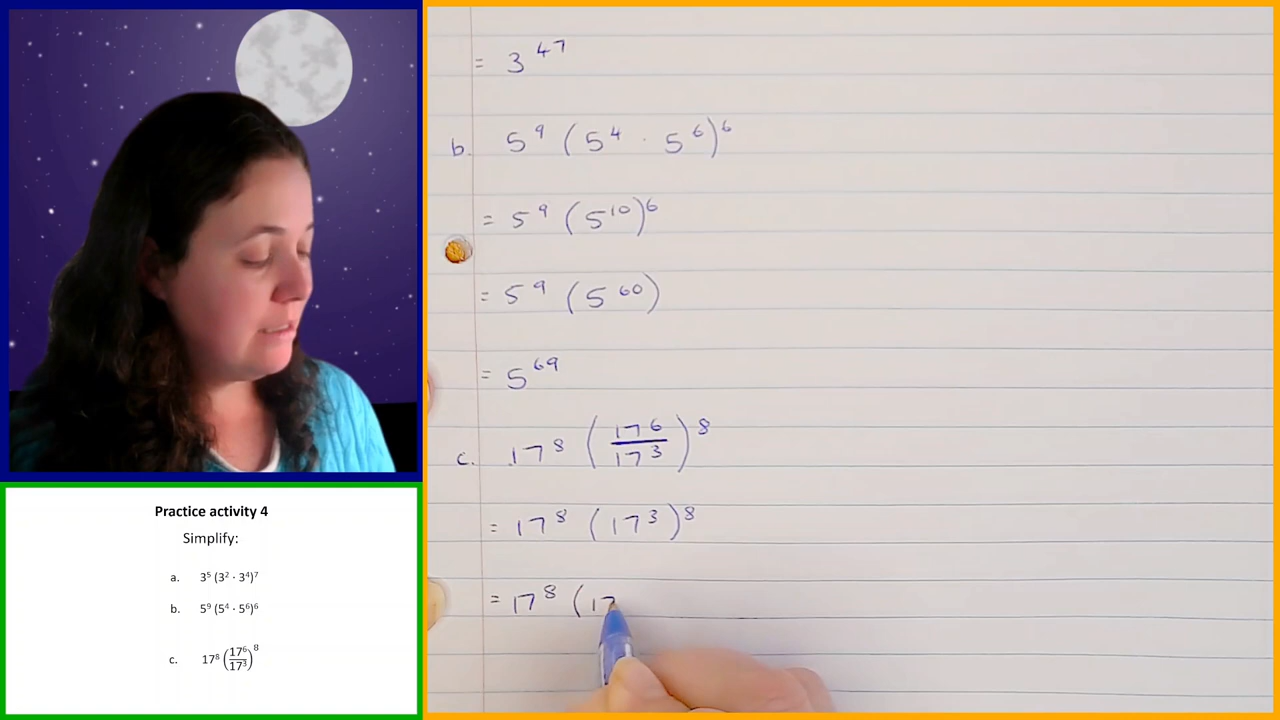 = 3⁴⁷
b. 5⁹ (5⁴ · 5⁶)⁶
= 5⁹ (5¹⁰)⁶
= 5⁹ (5⁶⁰)
= 5⁶⁹
c. 17⁸ (17⁶/17³)⁸
= 17⁸ (17³)⁸
= 17⁸ (17
Practice activity 4
Simplify:
a. 3⁵ (3² · 3⁴)⁷
b. 5⁹ (5⁴ · 5⁶)⁶
c. 17⁸ (17⁶/17³)⁸